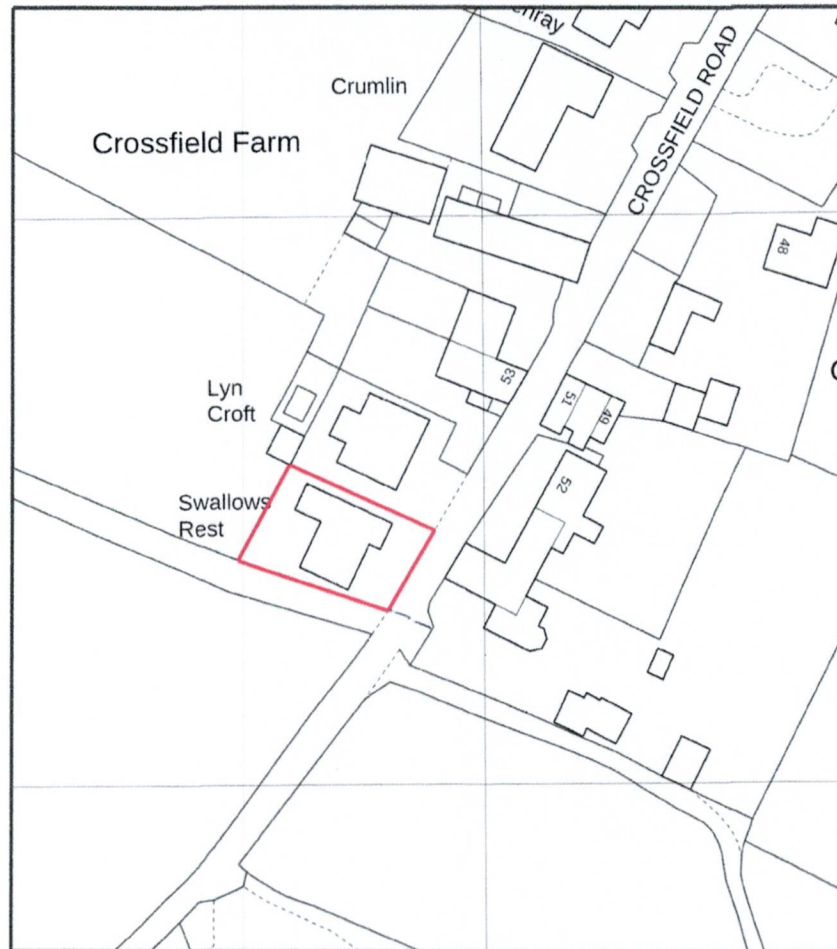 Crumlin
CROSSFIELD ROAD
Crossfield Farm
48
53
Lyn
Croft
51
49
52
Swallows
Rest